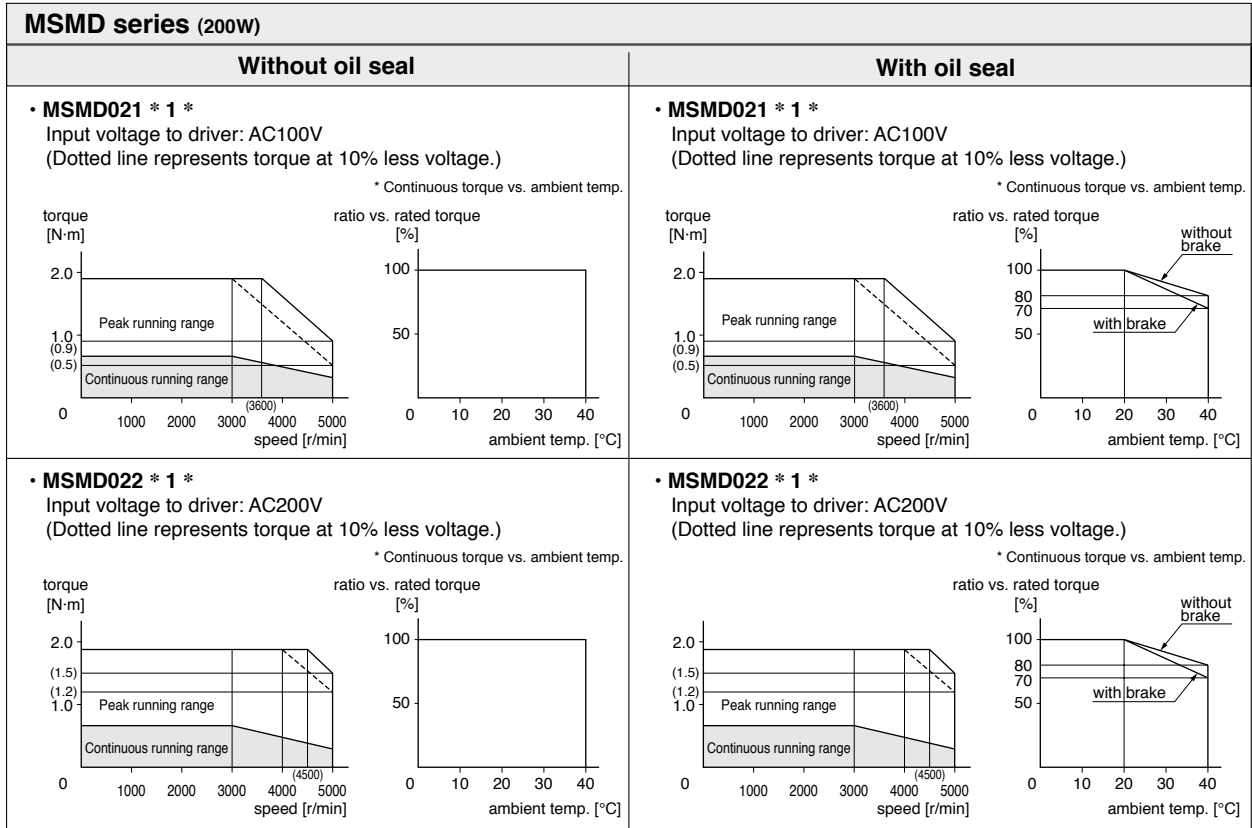 MSMD series (200W)
Without oil seal
With oil seal
・MSMD021 * 1 *
Input voltage to driver: AC100V
(Dotted line represents torque at 10% less voltage.)
* Continuous torque vs. ambient temp.
torque
[N·m]
2.0
1.0
(0.9)
(0.5)
0
Peak running range
Continuous running range
(3600)
1000 2000 3000 4000 5000
speed [r/min]
ratio vs. rated torque
[%]
100
50
0 10 20 30 40
ambient temp. [°C]
・MSMD021 * 1 *
Input voltage to driver: AC100V
(Dotted line represents torque at 10% less voltage.)
* Continuous torque vs. ambient temp.
torque
[N·m]
2.0
1.0
(0.9)
(0.5)
0
Peak running range
Continuous running range
(3600)
1000 2000 3000 4000 5000
speed [r/min]
ratio vs. rated torque
[%]
without
brake
100
80
70
50
with brake
0 10 20 30 40
ambient temp. [°C]
・MSMD022 * 1 *
Input voltage to driver: AC200V
(Dotted line represents torque at 10% less voltage.)
* Continuous torque vs. ambient temp.
torque
[N·m]
2.0
(1.5)
(1.2)
1.0
0
Peak running range
Continuous running range
(4500)
1000 2000 3000 4000 5000
speed [r/min]
ratio vs. rated torque
[%]
100
50
0 10 20 30 40
ambient temp. [°C]
・MSMD022 * 1 *
Input voltage to driver: AC200V
(Dotted line represents torque at 10% less voltage.)
* Continuous torque vs. ambient temp.
torque
[N·m]
2.0
(1.5)
(1.2)
1.0
0
Peak running range
Continuous running range
(4500)
1000 2000 3000 4000 5000
speed [r/min]
ratio vs. rated torque
[%]
without
brake
100
80
70
50
with brake
0 10 20 30 40
ambient temp. [°C]